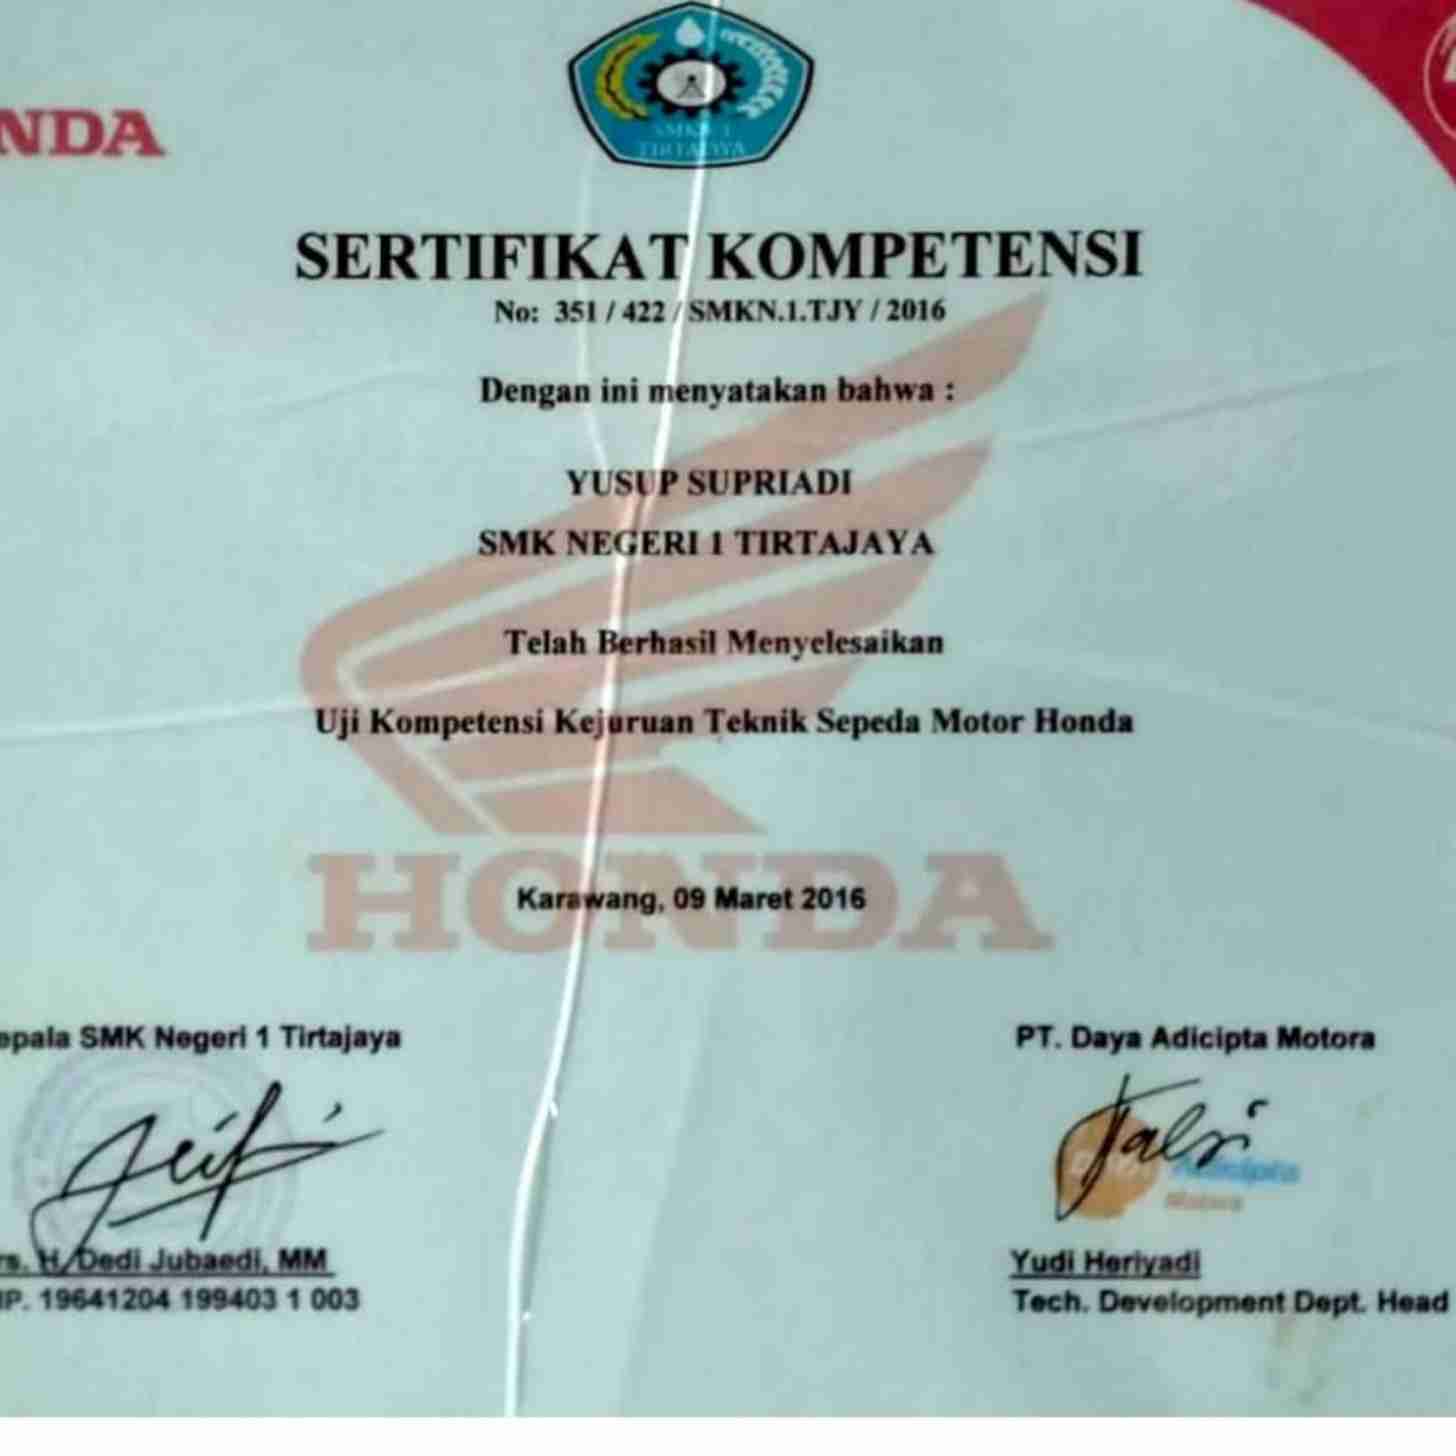 NDA
SMKN 1
TIRTAJAYA
SERTIFIKAT KOMPETENSI
No: 351 / 422 / SMKN.1.TJY / 2016
Dengan ini menyatakan bahwa :
YUSUP SUPRIADI
SMK NEGERI 1 TIRTAJAYA
Telah Berhasil Menyelesaikan
Uji Kompetensi Kejuruan Teknik Sepeda Motor Honda
HONDA
Karawang, 09 Maret 2016
epala SMK Negeri 1 Tirtajaya
PT. Daya Adicipta Motora
DAYA Adicipta
Motora
rs. H. Dedi Jubaedi, MM
IP. 19641204 199403 1 003
Yudi Heriyadi
Tech. Development Dept. Head